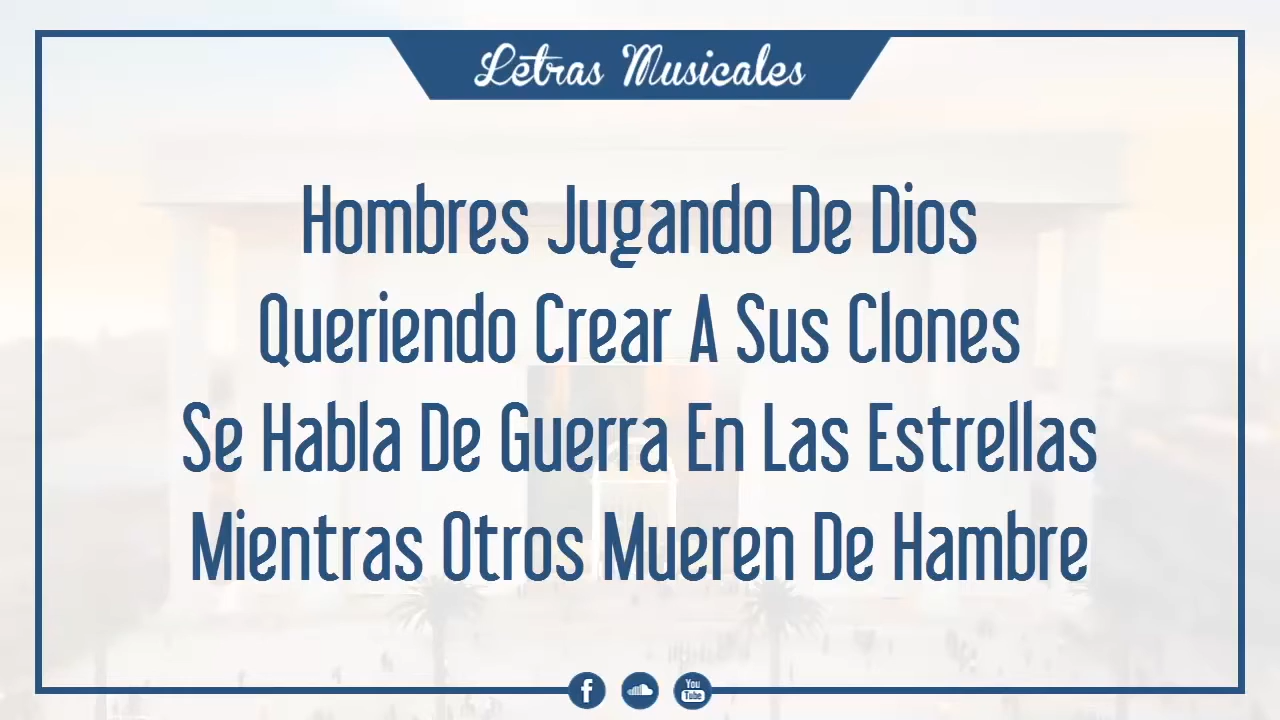 Letras Musicales
Hombres Jugando De Dios
Queriendo Crear A Sus Clones
Se Habla De Guerra En Las Estrellas
Mientras Otros Mueren De Hambre
You
Tube